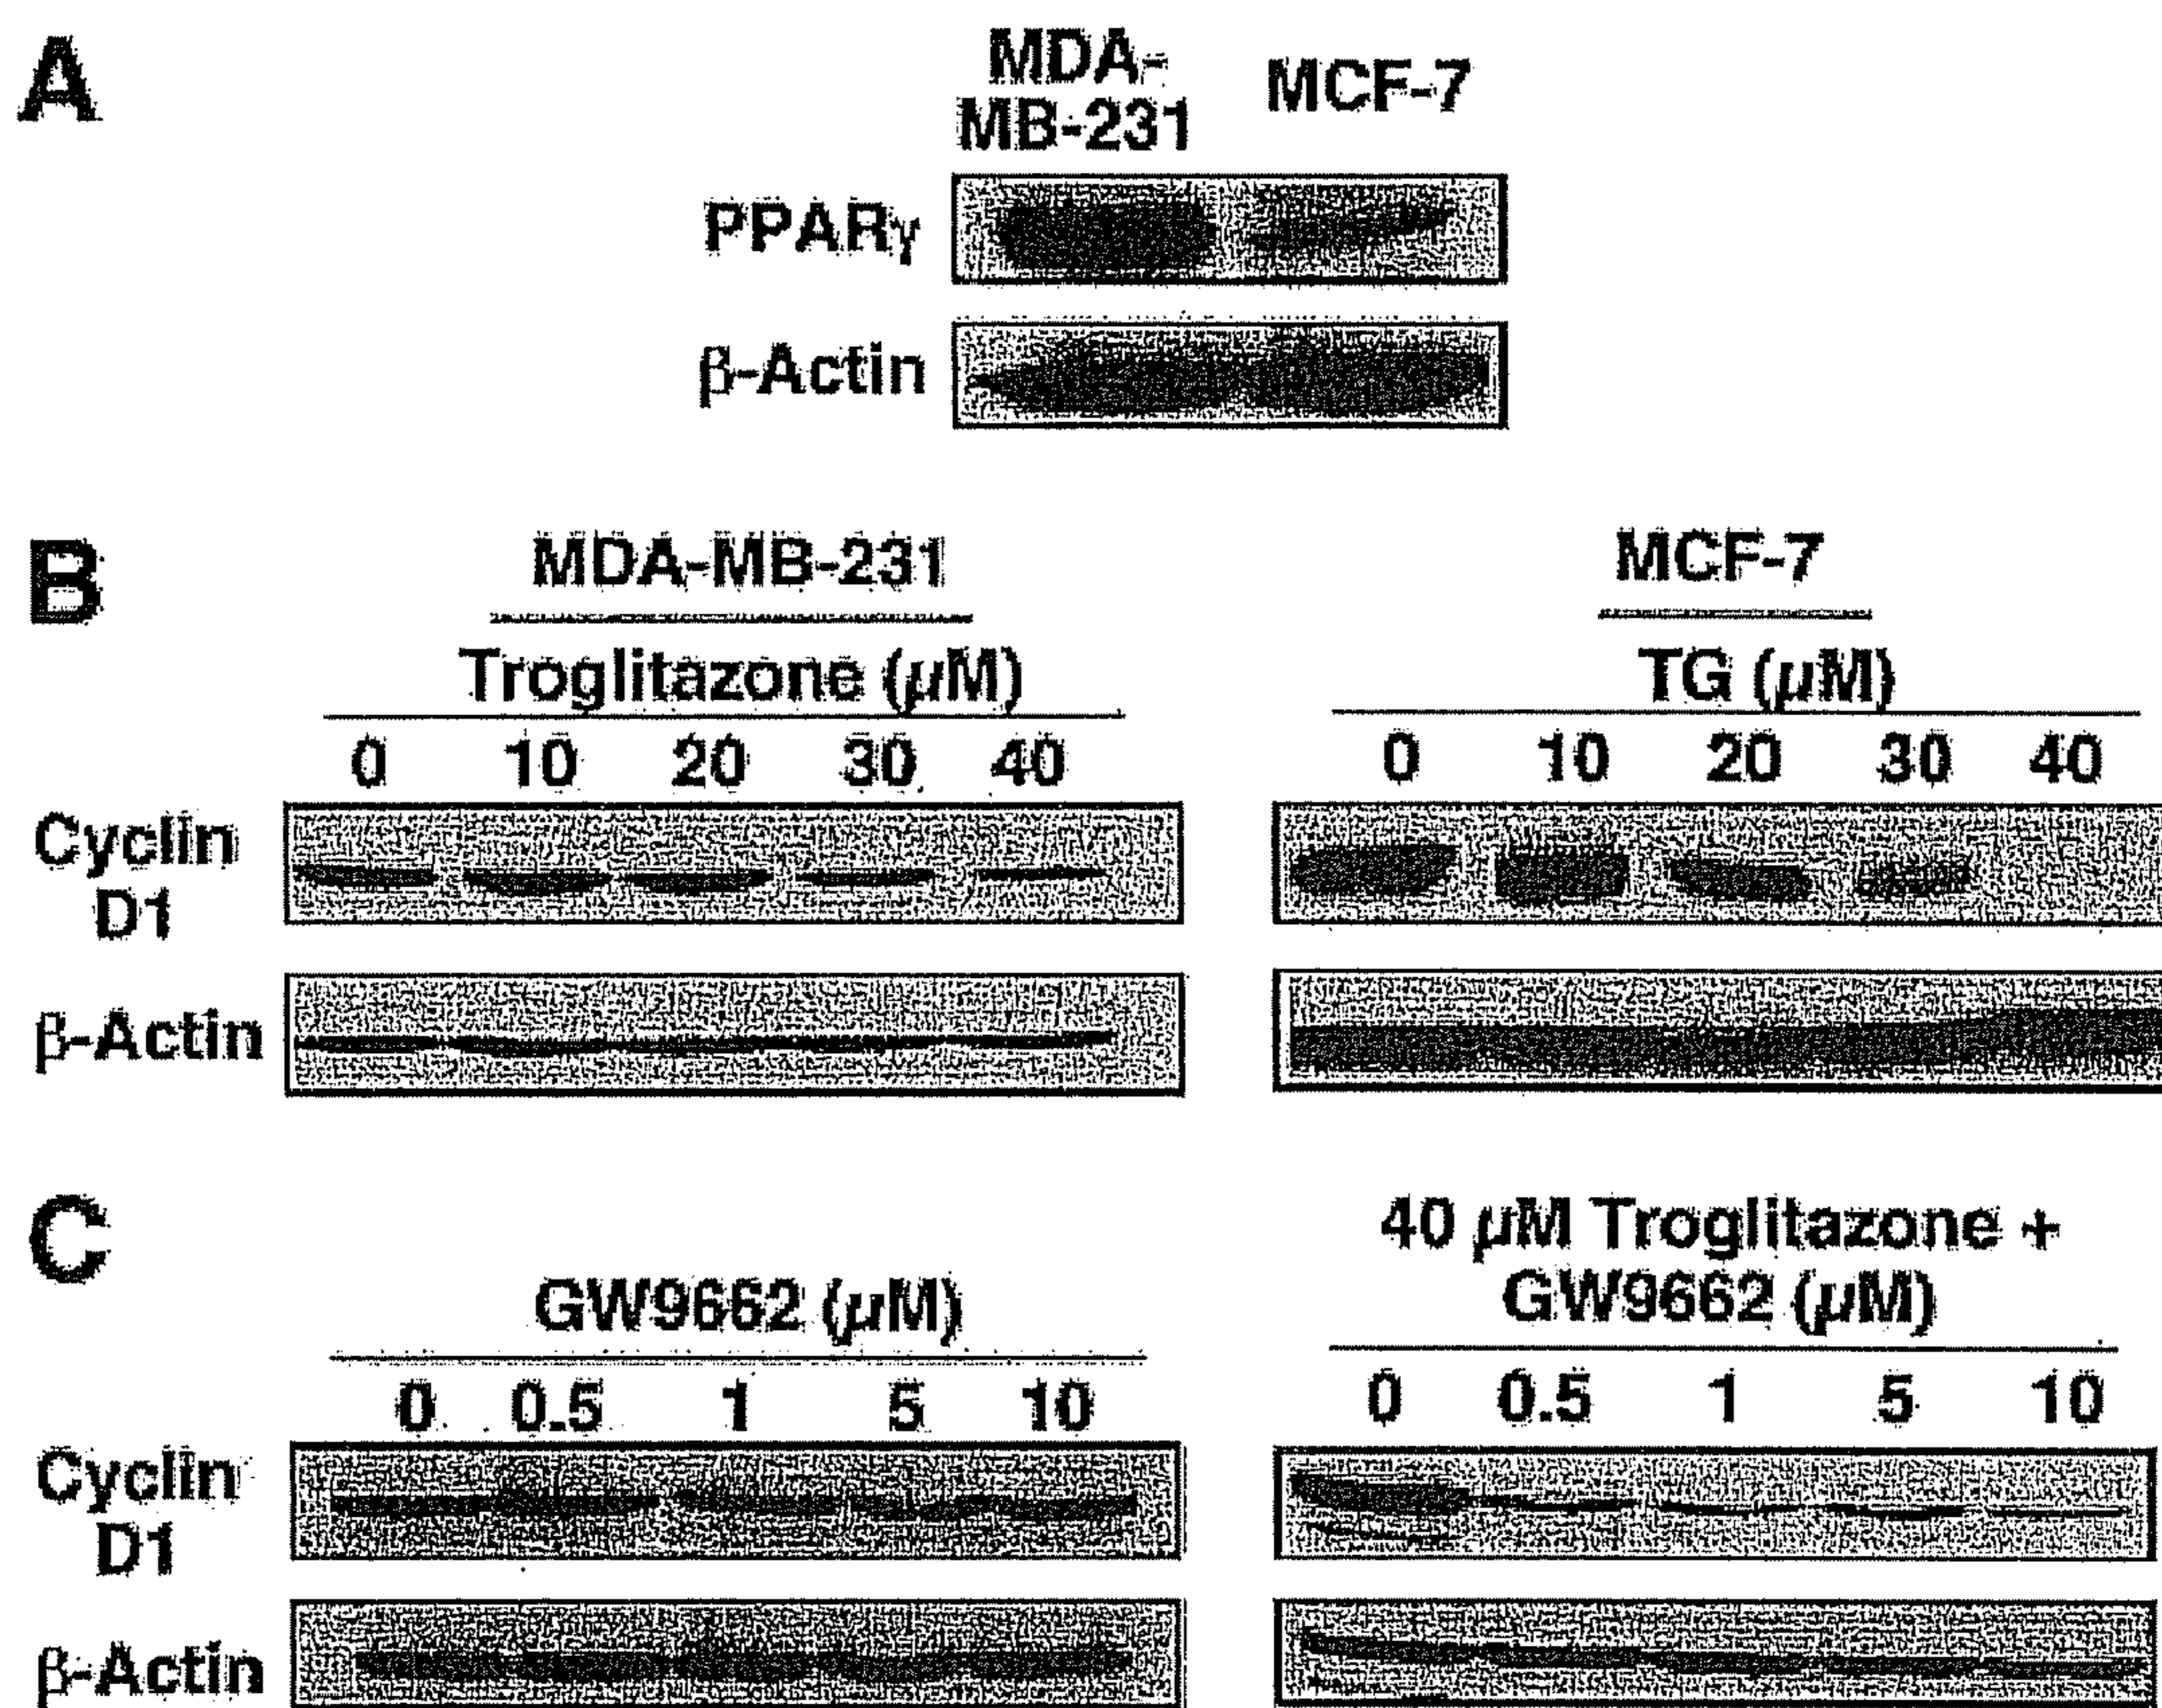 A
MDA-
MB-231
MCF-7
PPARγ
β-Actin
B
MDA-MB-231
MCF-7
Troglitazone (μM)
TG (μM)
0 10 20 30 40
0 10 20 30 40
Cyclin
D1
β-Actin
C
GW9662 (μM)
40 μM Troglitazone +
GW9662 (μM)
0 0.5 1 5 10
0 0.5 1 5 10
Cyclin
D1
β-Actin